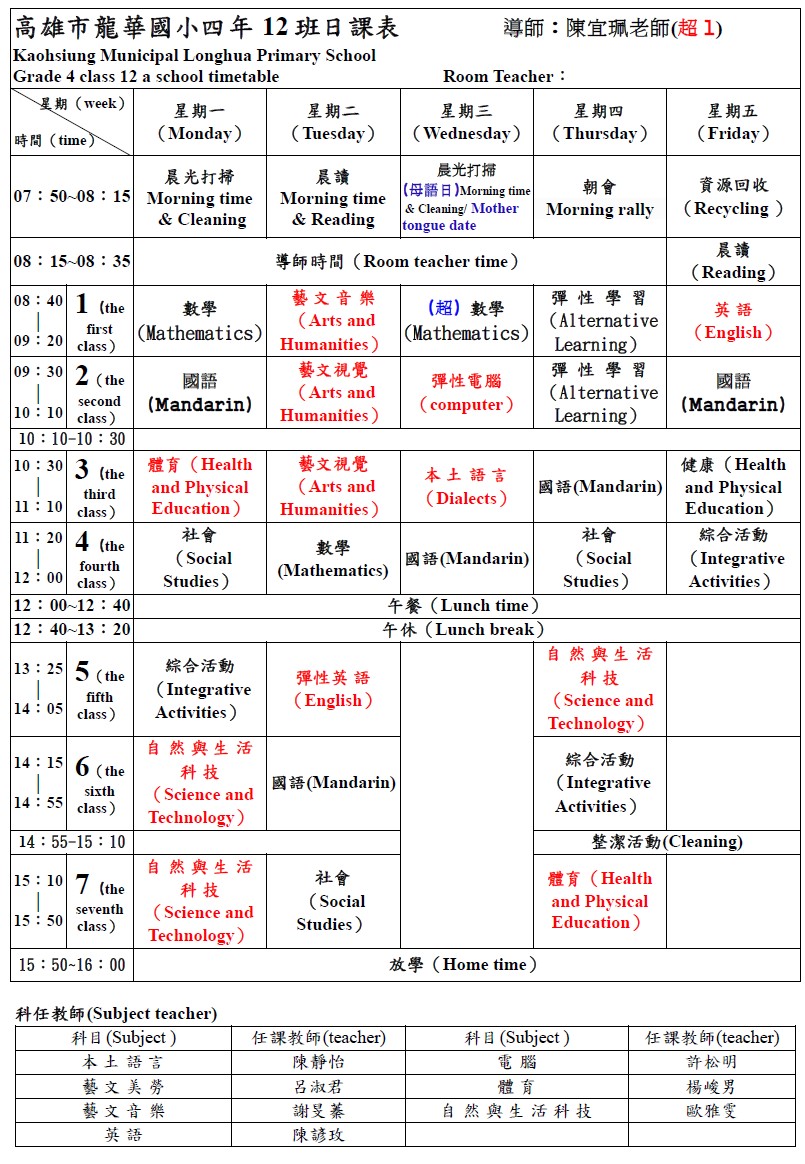 高雄市龍華國小四年12班日課表 導師：陳宜珮老師(超1)
Kaohsiung Municipal Longhua Primary School
Grade 4 class 12 a school timetable Room Teacher：
星期（week）
時間（time）
星期一
（Monday）
星期二
（Tuesday）
星期三
（Wednesday）
星期四
（Thursday）
星期五
（Friday）
07：50~08：15
晨光打掃
Morning time
& Cleaning
晨讀
Morning time
& Reading
晨光打掃
(母語日)Morning time
& Cleaning/ Mother
tongue date
朝會
Morning rally
資源回收
（Recycling）
08：15~08：35
導師時間（Room teacher time）
晨讀
（Reading）
08：40
|
09：20
1（the
first
class）
數學
(Mathematics)
藝文音樂
（Arts and
Humanities）
(超) 數學
(Mathematics)
彈性學習
(Alternative
Learning)
英語
（English）
09：30
|
10：10
2（the
second
class）
國語
(Mandarin)
藝文視覺
（Arts and
Humanities）
彈性電腦
（computer）
彈性學習
(Alternative
Learning)
國語
(Mandarin)
10：10-10：30
10：30
|
11：10
3（the
third
class）
體育（Health
and Physical
Education）
藝文視覺
（Arts and
Humanities）
本土語言
（Dialects）
國語(Mandarin)
健康（Health
and Physical
Education）
11：20
|
12：00
4（the
fourth
class）
社會
（Social
Studies）
數學
(Mathematics)
國語(Mandarin)
社會
（Social
Studies）
綜合活動
（Integrative
Activities）
12：00~12：40
午餐（Lunch time）
12：40~13：20
午休（Lunch break）
13：25
|
14：05
5（the
fifth
class）
綜合活動
（Integrative
Activities）
彈性英語
（English）
自然與生活
科技
（Science and
Technology）
14：15
|
14：55
6（the
sixth
class）
自然與生活
科技
（Science and
Technology）
國語(Mandarin)
綜合活動
（Integrative
Activities）
14：55-15：10
整潔活動(Cleaning)
15：10
|
15：50
7（the
seventh
class）
自然與生活
科技
（Science and
Technology）
社會
（Social
Studies）
體育（Health
and Physical
Education）
15：50~16：00
放學（Home time）
科任教師(Subject teacher)
科目(Subject) 任課教師(teacher) 科目(Subject) 任課教師(teacher)
本土語言 陳靜怡 電腦 許松明
藝文美勞 呂淑君 體育 楊峻男
藝文音樂 謝旻蓁 自然與生活科技 歐雅雯
英語 陳諺玫